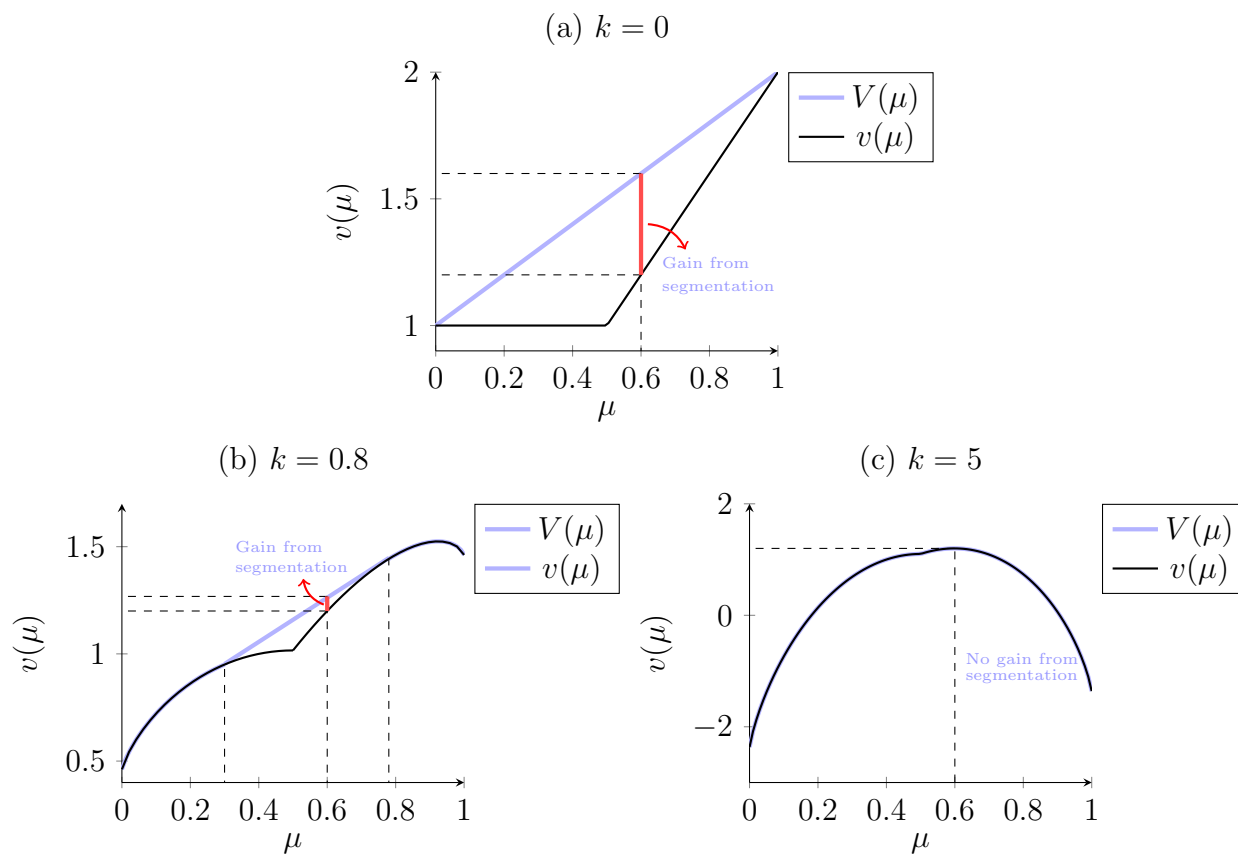 (a) k = 0
2
1.5
1
v(μ)
V(μ)
v(μ)
Gain from
segmentation
0 0.2 0.4 0.6 0.8 1
μ
(b) k = 0.8
1.5
1
0.5
v(μ)
V(μ)
v(μ)
Gain from
segmentation
0 0.2 0.4 0.6 0.8 1
μ
(c) k = 5
2
0
−2
v(μ)
V(μ)
v(μ)
No gain from
segmentation
0 0.2 0.4 0.6 0.8 1
μ